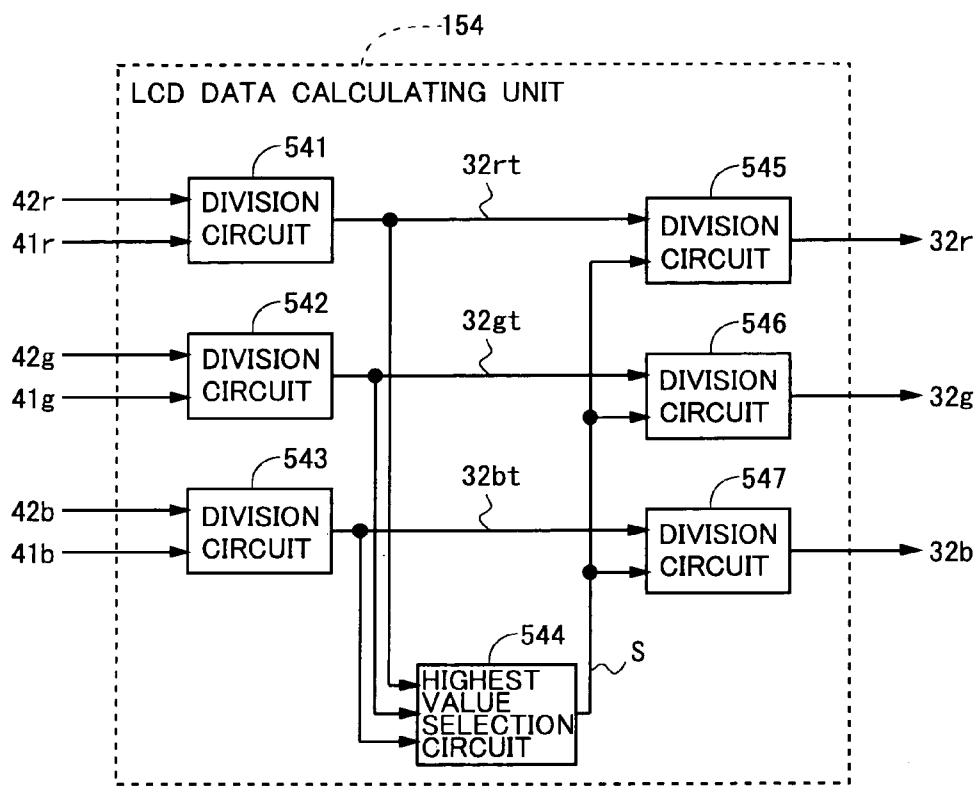 154
LCD DATA CALCULATING UNIT
541
32rt
545
42r
41r
DIVISION
CIRCUIT
DIVISION
CIRCUIT
32r
542
32gt
546
42g
41g
DIVISION
CIRCUIT
DIVISION
CIRCUIT
32g
543
32bt
547
42b
41b
DIVISION
CIRCUIT
DIVISION
CIRCUIT
32b
544
S
HIGHEST
VALUE
SELECTION
CIRCUIT